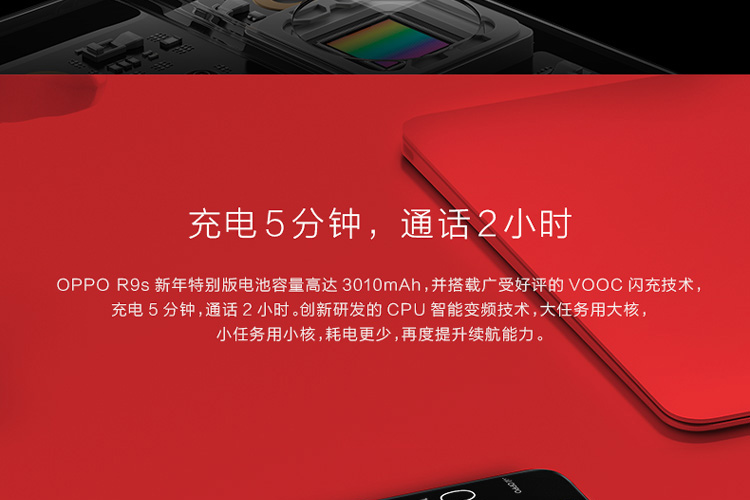 充电5分钟，通话2小时
OPPO R9s 新年特别版电池容量高达 3010mAh，并搭载广受好评的 VOOC 闪充技术，
充电 5 分钟，通话 2 小时。创新研发的 CPU 智能变频技术，大任务用大核，
小任务用小核，耗电更少，再度提升续航能力。